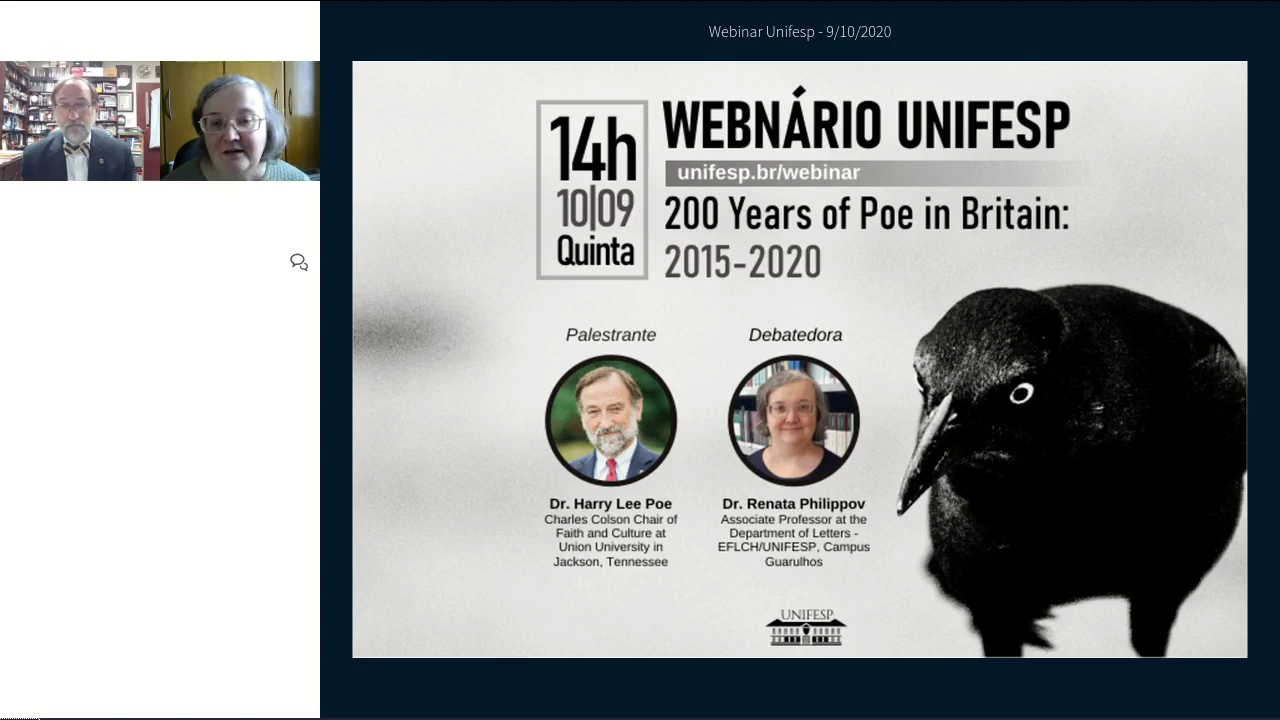 Webinar Unifesp - 9/10/2020
14h
10|09
Quinta
WEBNÁRIO UNIFESP
unifesp.br/webinar
200 Years of Poe in Britain:
2015-2020
Palestrante
Dr. Harry Lee Poe
Charles Colson Chair of
Faith and Culture at
Union University in
Jackson, Tennessee
Debatedora
Dr. Renata Philippov
Associate Professor at the
Department of Letters -
EFLCH/UNIFESP, Campus
Guarulhos
UNIFESP